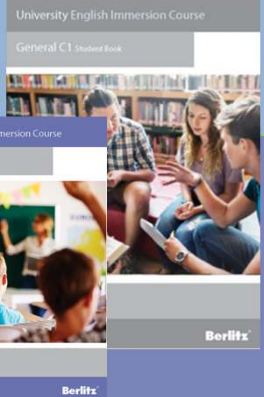 University English Immersion Course
General C1 Student Book
mersion Course
Berlitz
Berlitz